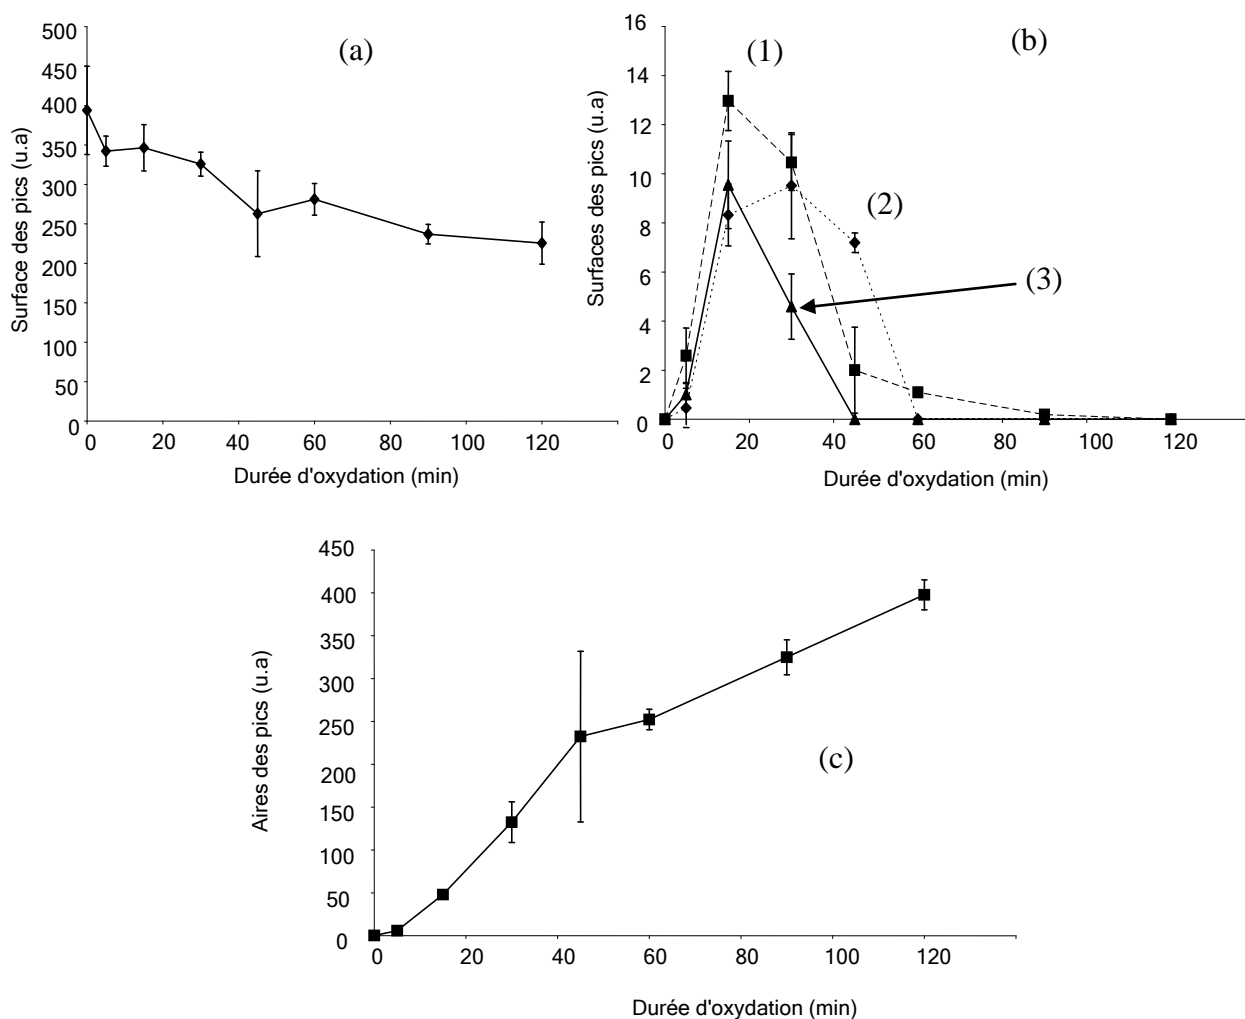 500
450
400
350
300
250
200
150
100
50
0
Surface des pics (u.a)
(a)
0 20 40 60 80 100 120
Durée d'oxydation (min)
16
14
12
10
8
6
4
2
0
Surfaces des pics (u.a)
(1)
(b)
(2)
(3)
0 20 40 60 80 100 120
Durée d'oxydation (min)
450
400
350
300
250
200
150
100
50
0
Aires des pics (u.a)
(c)
0 20 40 60 80 100 120
Durée d'oxydation (min)